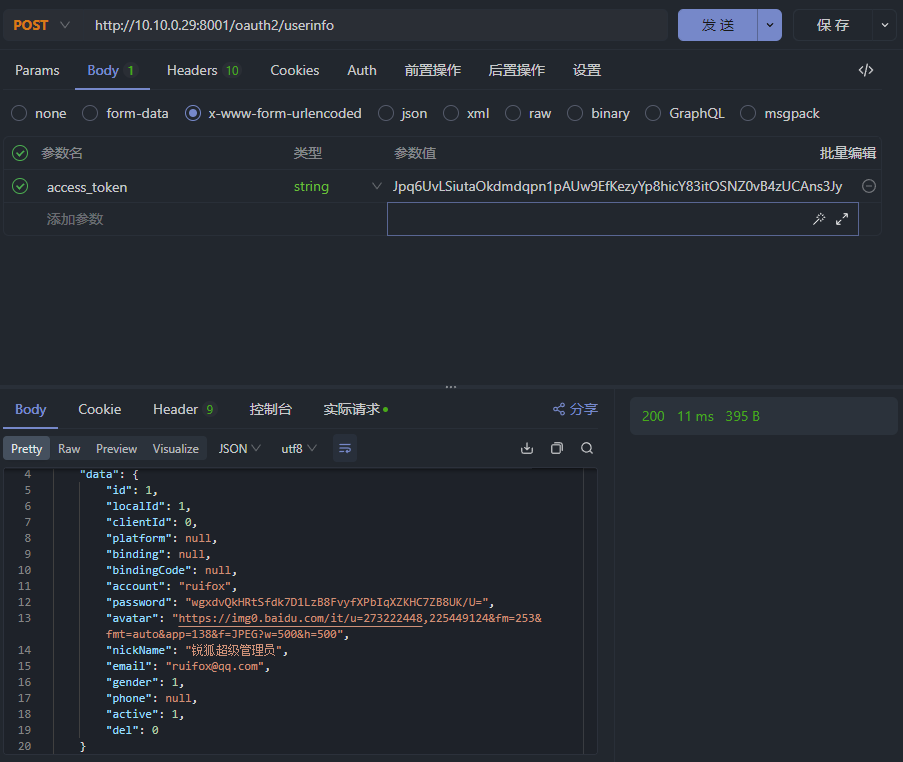 POST http://10.10.0.29:8001/oauth2/userinfo 发 送 保 存
Params Body 1 Headers 10 Cookies Auth 前置操作 后置操作 设置 </>
none form-data x-www-form-urlencoded json xml raw binary GraphQL msgpack
参数名 类型 参数值 批量编辑
access_token string Jpq6UvLSiutaOkdmdqpn1pAUw9EfKezyYp8hicY83itOSNZ0vB4zUCAns3Jy
添加参数
Body Cookie Header 9 控制台 实际请求 分享
200 11 ms 395 B
Pretty Raw Preview Visualize JSON utf8
4 "data": {
5 "id": 1,
6 "localId": 1,
7 "clientId": 0,
8 "platform": null,
9 "binding": null,
10 "bindingCode": null,
11 "account": "ruifox",
12 "password": "wgxdvQkHRtSfdk7D1LzB8FvyfXPbIqXZKHC7ZB8UK/U=",
13 "avatar": "https://img0.baidu.com/it/u=273222448,225449124&fm=253&
fmt=auto&app=138&f=JPEG?w=500&h=500",
14 "nickName": "锐狐超级管理员",
15 "email": "ruifox@qq.com",
16 "gender": 1,
17 "phone": null,
18 "active": 1,
19 "del": 0
20 }